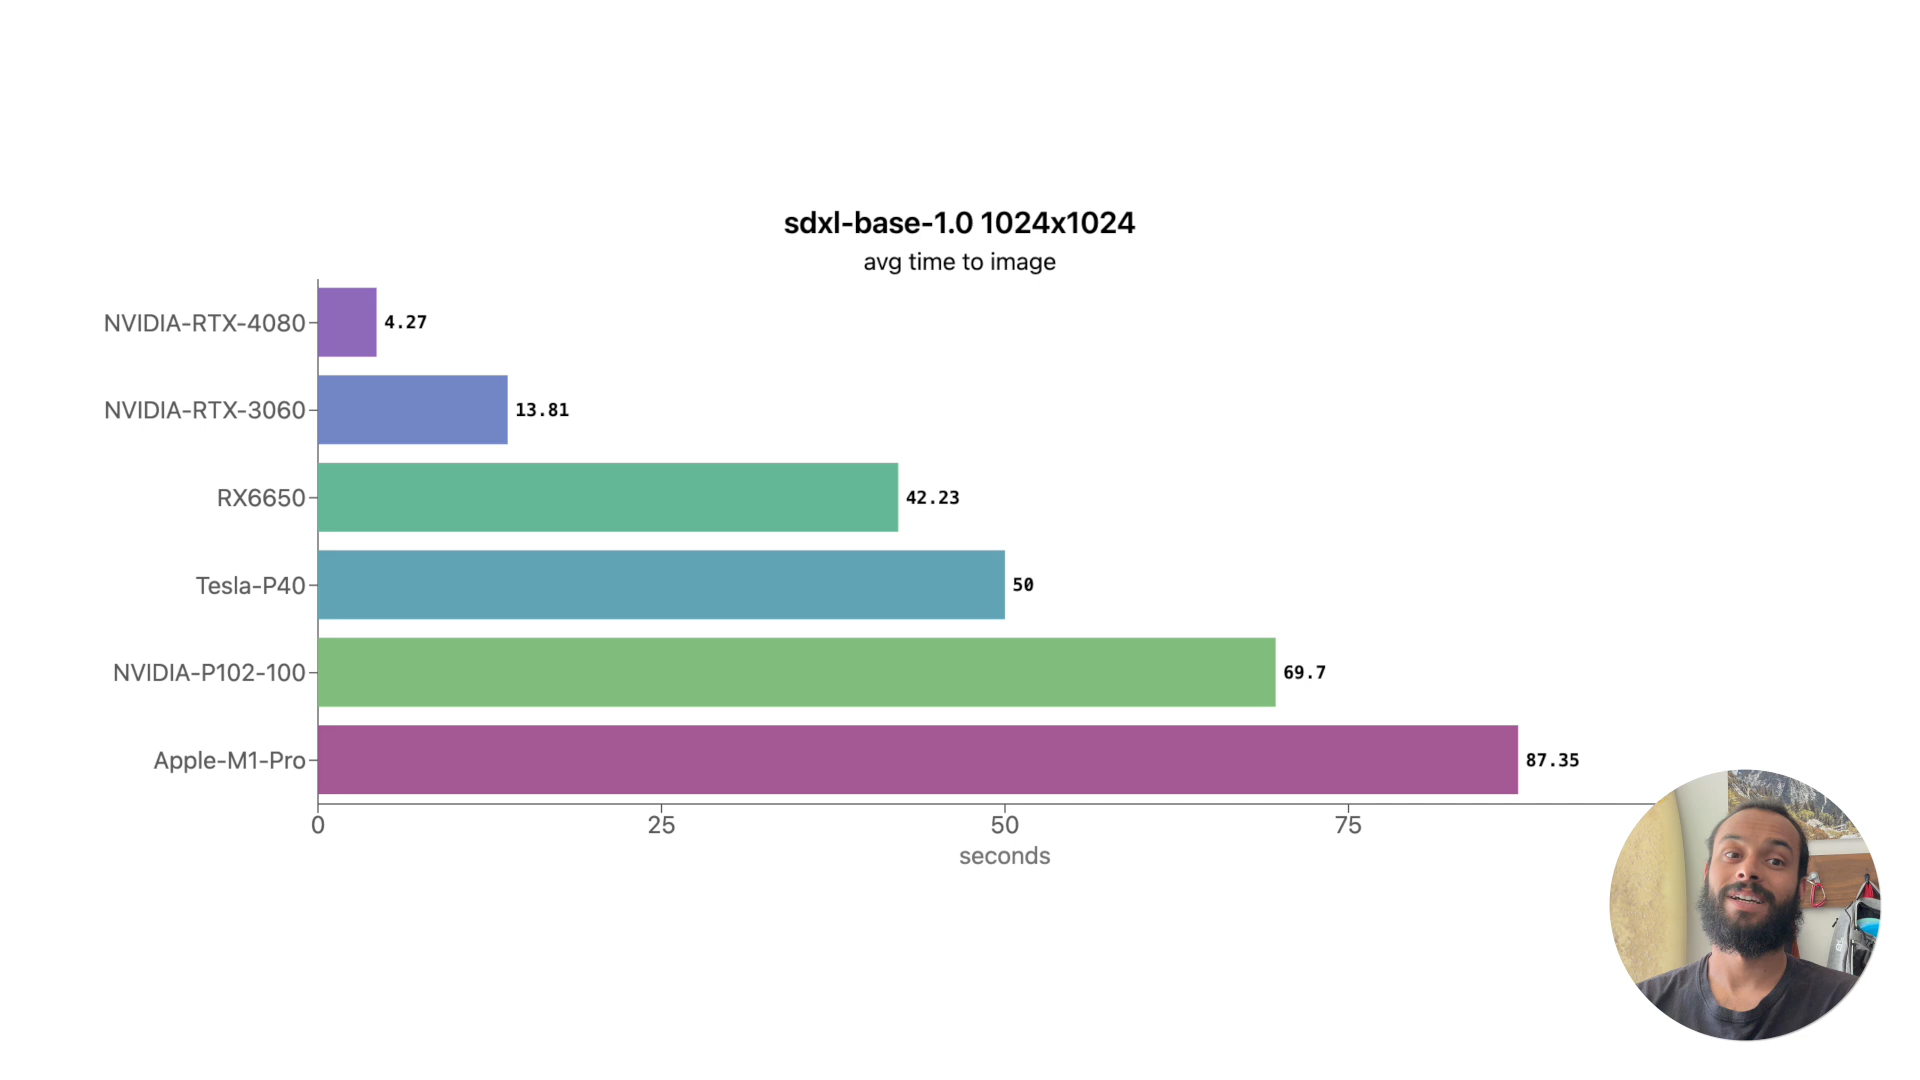 sdxl-base-1.0 1024x1024
avg time to image
NVIDIA-RTX-4080 4.27
NVIDIA-RTX-3060 13.81
RX6650 42.23
Tesla-P40 50
NVIDIA-P102-100 69.7
Apple-M1-Pro 87.35
0 25 50 75
seconds